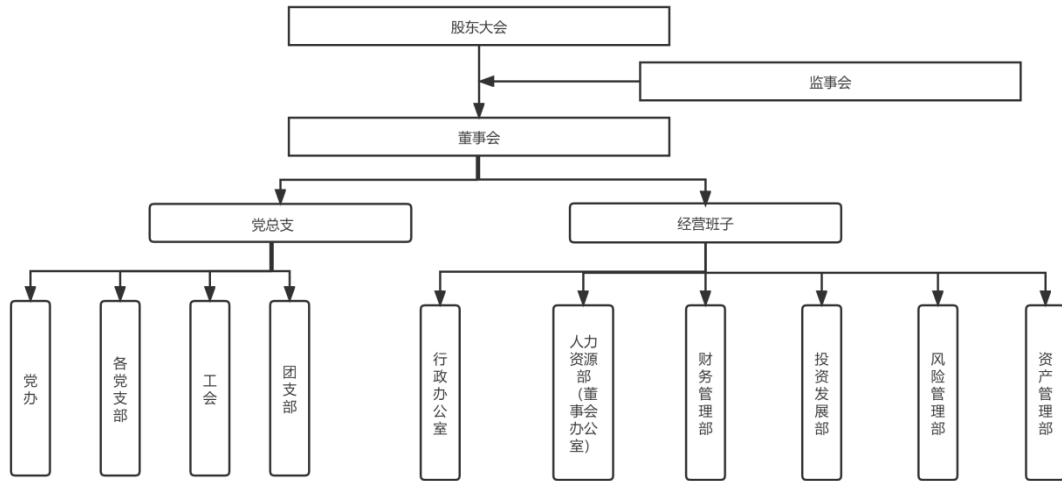 股东大会
监事会
董事会
党总支
经营班子
党办
各党支部
工会
团支部
行政办公室
人力资源部（董事会办公室）
财务管理部
投资发展部
风险管理部
资产管理部